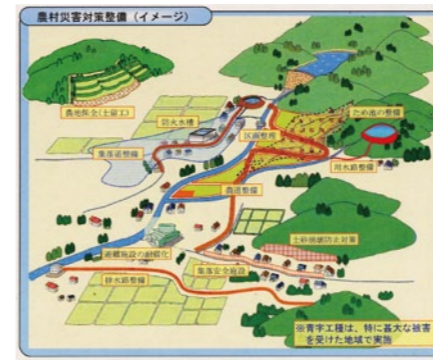 農村災害対策整備（イメージ）
農地保全(土留工)
防火水槽
ため池の整備
区画整理
集落道整備
用水路整備
農道整備
土砂崩壊防止対策
避難施設の耐震化
集落安全施設
排水路整備
※青字工種は、特に甚大な被害
を受けた地域で実施